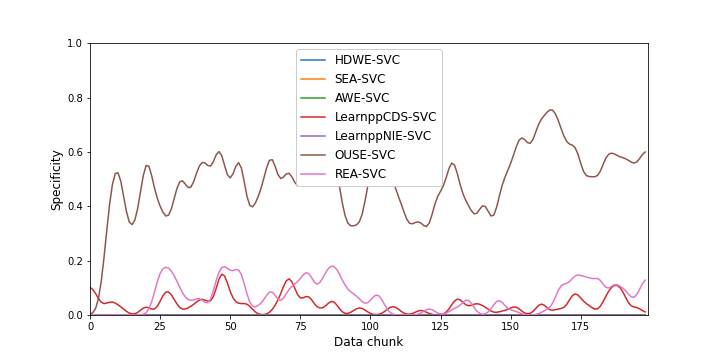 1.0
0.8
0.6
0.4
0.2
0.0
Specificity
HDWE-SVC
SEA-SVC
AWE-SVC
LearnppCDS-SVC
LearnppNIE-SVC
OUSE-SVC
REA-SVC
0 25 50 75 100 125 150 175
Data chunk